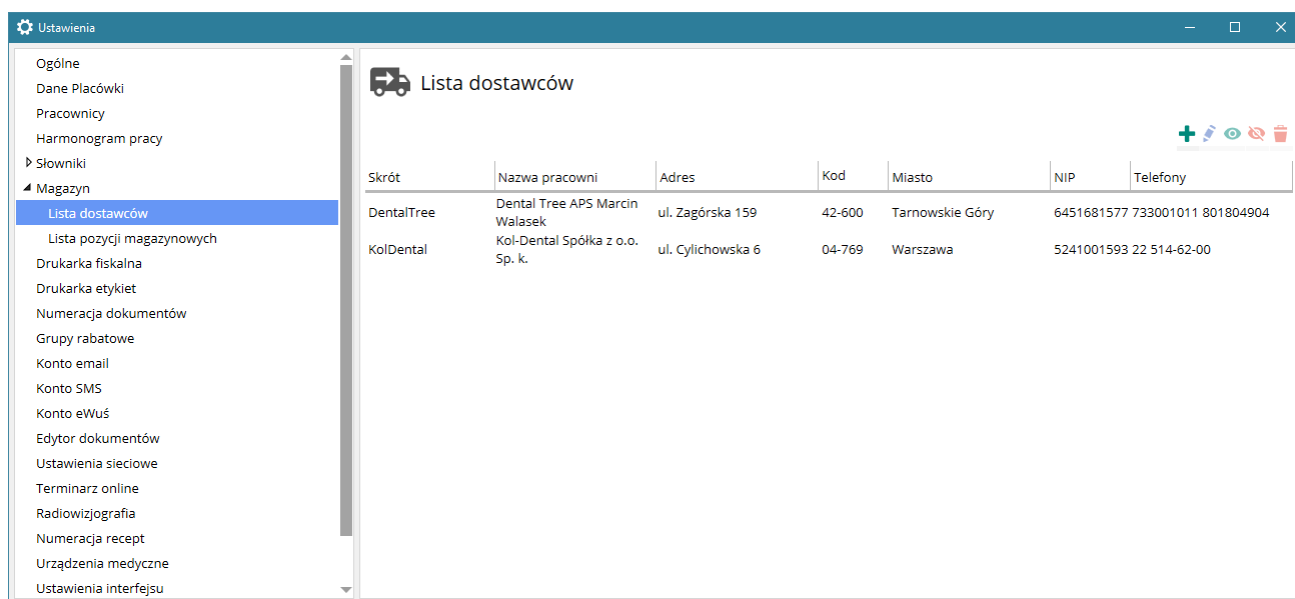 Ustawienia
Ogólne
Dane Placówki
Pracownicy
Harmonogram pracy
Słowniki
Magazyn
Lista dostawców
Lista pozycji magazynowych
Drukarka fiskalna
Drukarka etykiet
Numeracja dokumentów
Grupy rabatowe
Konto email
Konto SMS
Konto eWuś
Edytor dokumentów
Ustawienia sieciowe
Terminarz online
Radiowizjografia
Numeracja recept
Urządzenia medyczne
Ustawienia interfejsu
Lista dostawców
Skrót Nazwa pracowni Adres Kod Miasto NIP Telefony
DentalTree Dental Tree APS Marcin Walasek ul. Zagórska 159 42-600 Tarnowskie Góry 6451681577 733001011 801804904
KolDental Kol-Dental Spółka z o.o. Sp. k. ul. Cylichowska 6 04-769 Warszawa 5241001593 22 514-62-00